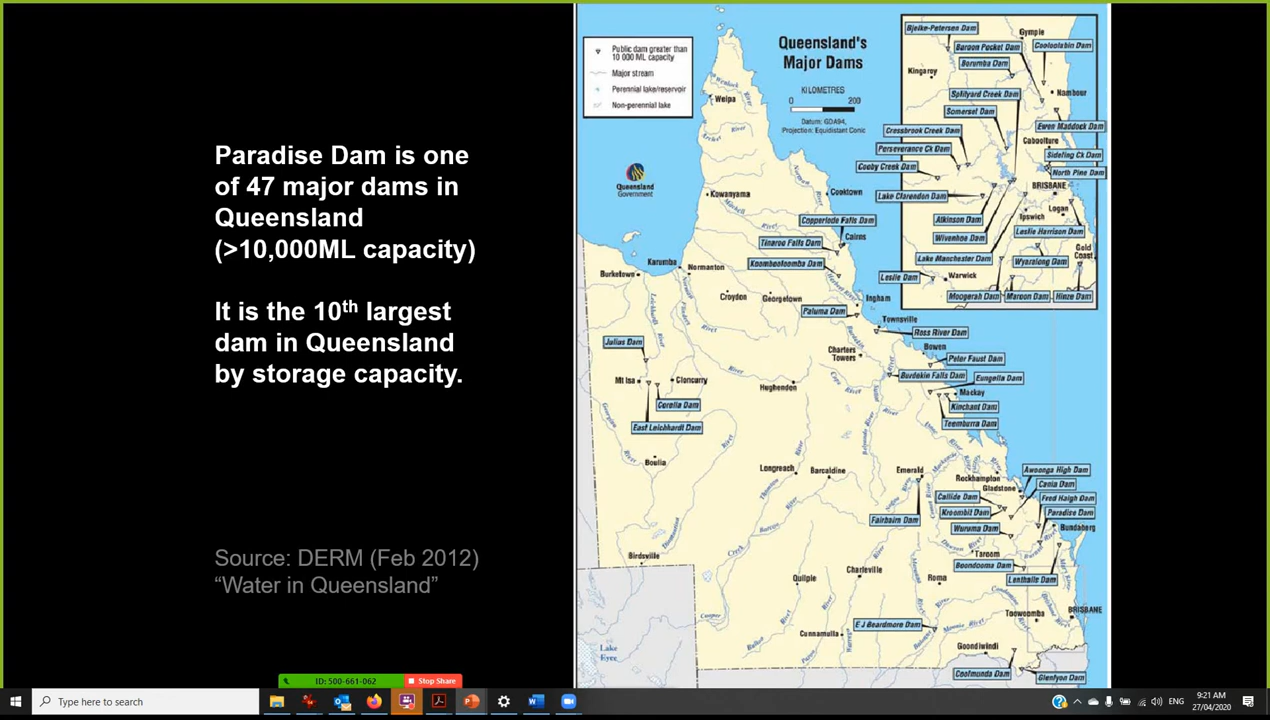 Paradise Dam is one
of 47 major dams in
Queensland
(>10,000ML capacity)
It is the 10th largest
dam in Queensland
by storage capacity.
Source: DERM (Feb 2012)
“Water in Queensland”
Queensland's
Major Dams
KILOMETRES
0 200
Datum: GDA94,
Projection: Equidistant Conic
Public dam greater than
10 000 ML capacity
Major stream
Perennial lake/reservoir
Non-perennial lake
Queensland
Government
Bjelke-Petersen Dam
Gympie
Baroon Pocket Dam
Cooloolabin Dam
Borumba Dam
Kingaroy
Nambour
Splityard Creek Dam
Somerset Dam
Ewen Maddock Dam
Cressbrook Creek Dam
Caboolture
Perseverance Ck Dam
Sideling Ck Dam
Cooby Creek Dam
North Pine Dam
BRISBANE
Lake Clarendon Dam
Logan
Atkinson Dam
Ipswich
Leslie Harrison Dam
Wivenhoe Dam
Gold
Coast
Lake Manchester Dam
Wyaralong Dam
Leslie Dam
Warwick
Moogerah Dam
Maroon Dam
Hinze Dam
Weipa
Kowanyama
Mitchell
River
Cooktown
Copperlode Falls Dam
Cairns
Tinaroo Falls Dam
Koombooloomba Dam
Karumba
Normanton
Burketown
Croydon
Georgetown
Ingham
Paluma Dam
Townsville
Ross River Dam
Bowen
Julius Dam
Charters
Towers
Peter Faust Dam
Burdekin Falls Dam
Eungella Dam
Mt Isa
Cloncurry
Hughenden
Mackay
Corella Dam
Kinchant Dam
East Leichhardt Dam
Teemburra Dam
Boulia
Longreach
Barcaldine
Emerald
Rockhampton
Awoonga High Dam
Gladstone
Cania Dam
Callide Dam
Fred Haigh Dam
Kroombit Dam
Paradise Dam
Fairbairn Dam
Wuruma Dam
Bundaberg
Birdsville
Taroom
Boondooma Dam
Lenthalls Dam
Quilpie
Charleville
Roma
Toowoomba
BRISBANE
E J Beardmore Dam
Cunnamulla
Goondiwindi
Lake
Eyre
Coolmunda Dam
Glenlyon Dam
ID: 500-661-062
Stop Share
Type here to search
ENG
9:21 AM
27/04/2020